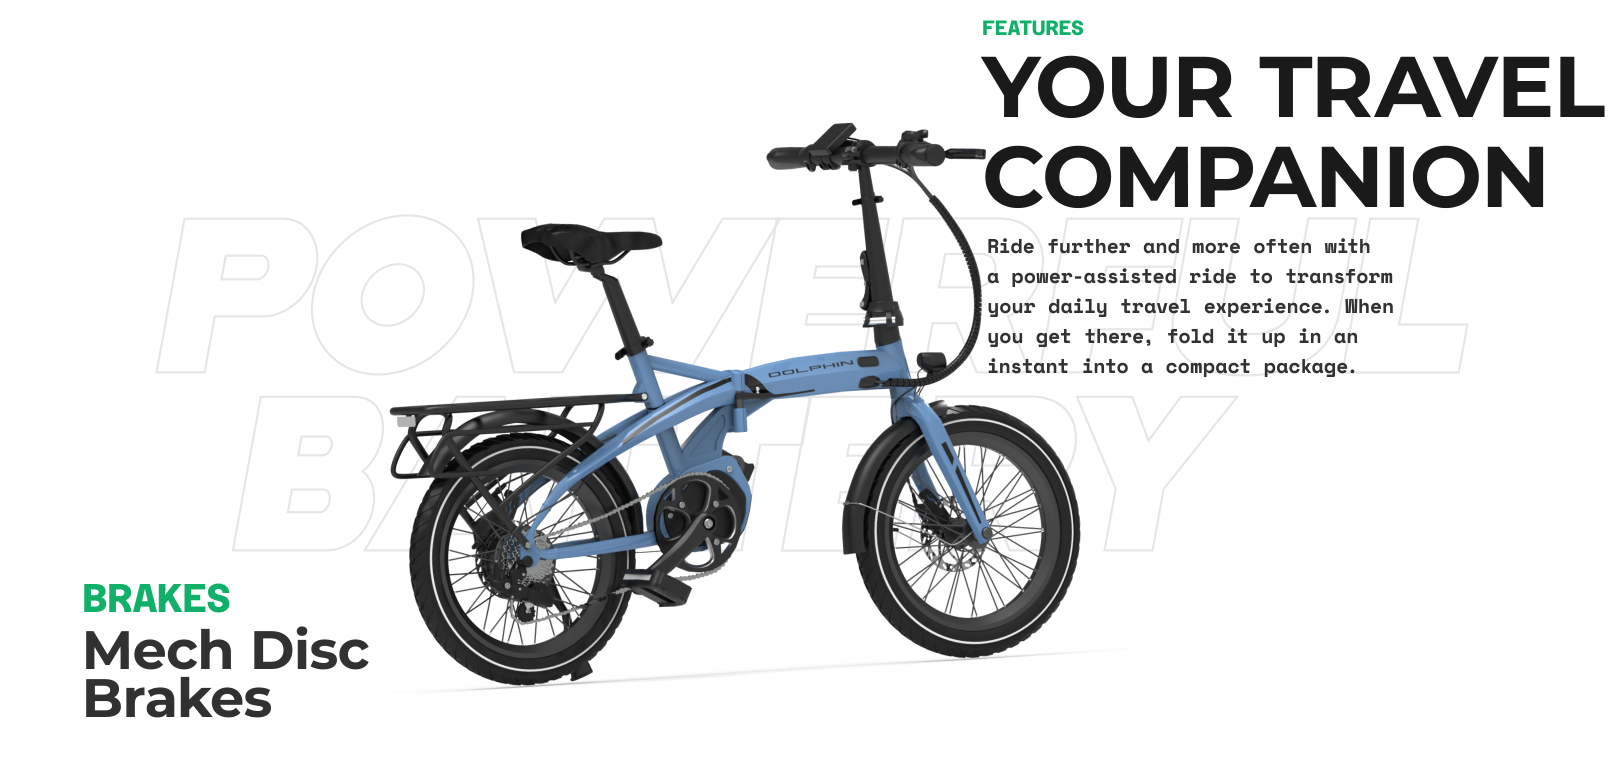 FEATURES
YOUR TRAVEL
COMPANION
Ride further and more often with
a power-assisted ride to transform
your daily travel experience. When
you get there, fold it up in an
instant into a compact package.
POWERFUL
BATTERY
DOLPHIN
BRAKES
Mech Disc
Brakes